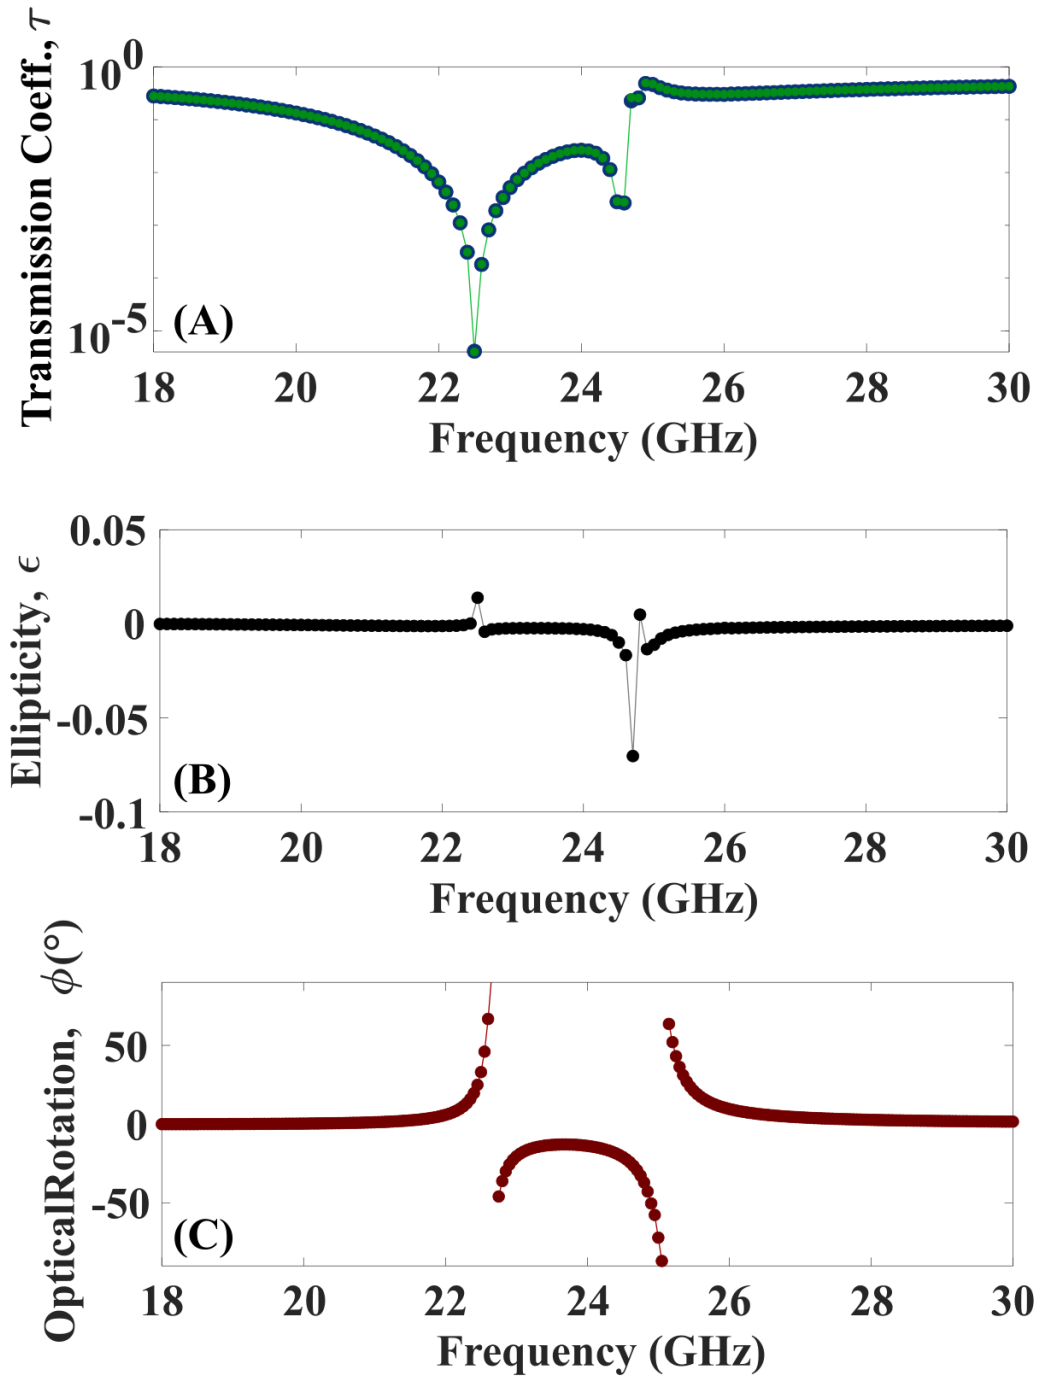 Transmission Coeff., τ
10^0
10^-5
(A)
18 20 22 24 26 28 30
Frequency (GHz)
Ellipticity, ϵ
0.05
0
-0.05
-0.1
(B)
18 20 22 24 26 28 30
Frequency (GHz)
OpticalRotation, ϕ(°)
50
0
-50
(C)
18 20 22 24 26 28 30
Frequency (GHz)